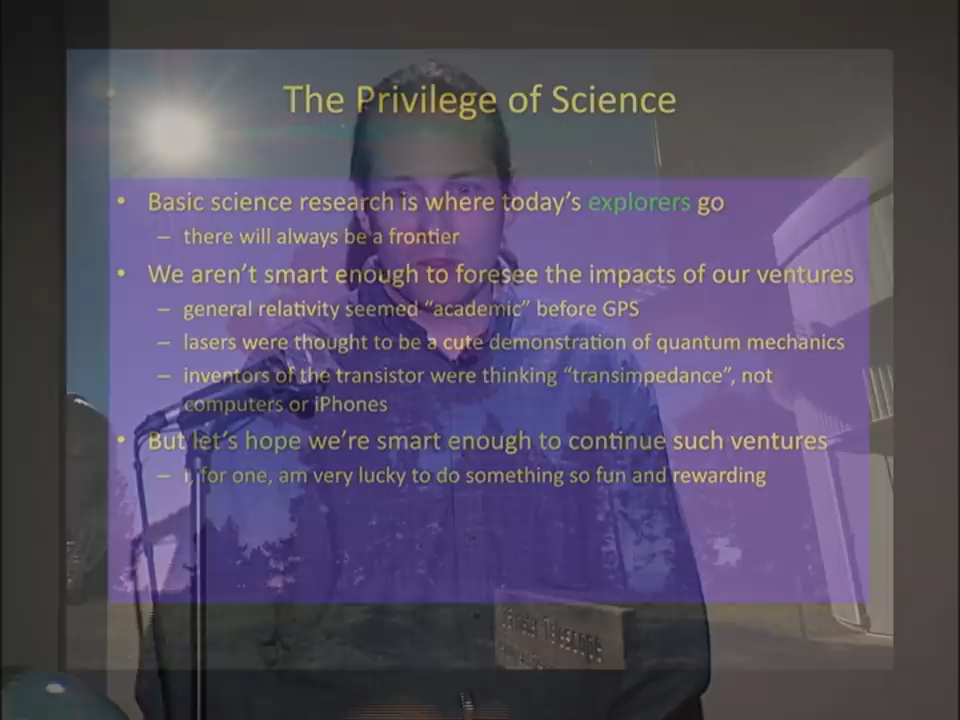 The Privilege of Science
• Basic science research is where today's explorers go
– there will always be a frontier
• We aren't smart enough to foresee the impacts of our ventures
– general relativity seemed “academic” before GPS
– lasers were thought to be a cute demonstration of quantum mechanics
– inventors of the transistor were thinking “transimpedance”, not
computers or iPhones
• But let's hope we're smart enough to continue such ventures
– i, for one, am very lucky to do something so fun and rewarding
Telescope